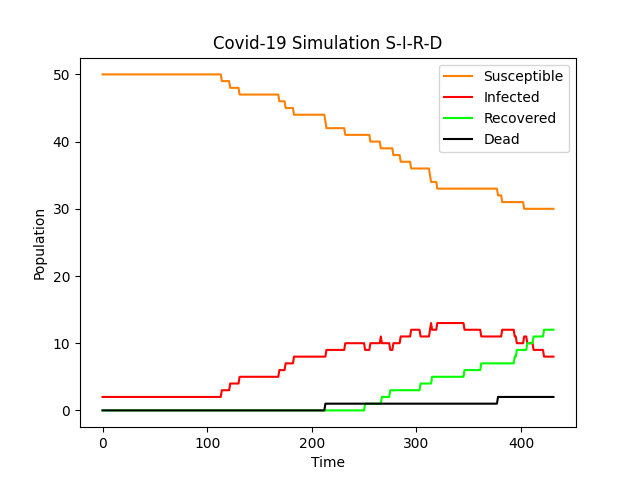 Covid-19 Simulation S-I-R-D
Susceptible
Infected
Recovered
Dead
Population
50
40
30
20
10
0
0 100 200 300 400
Time